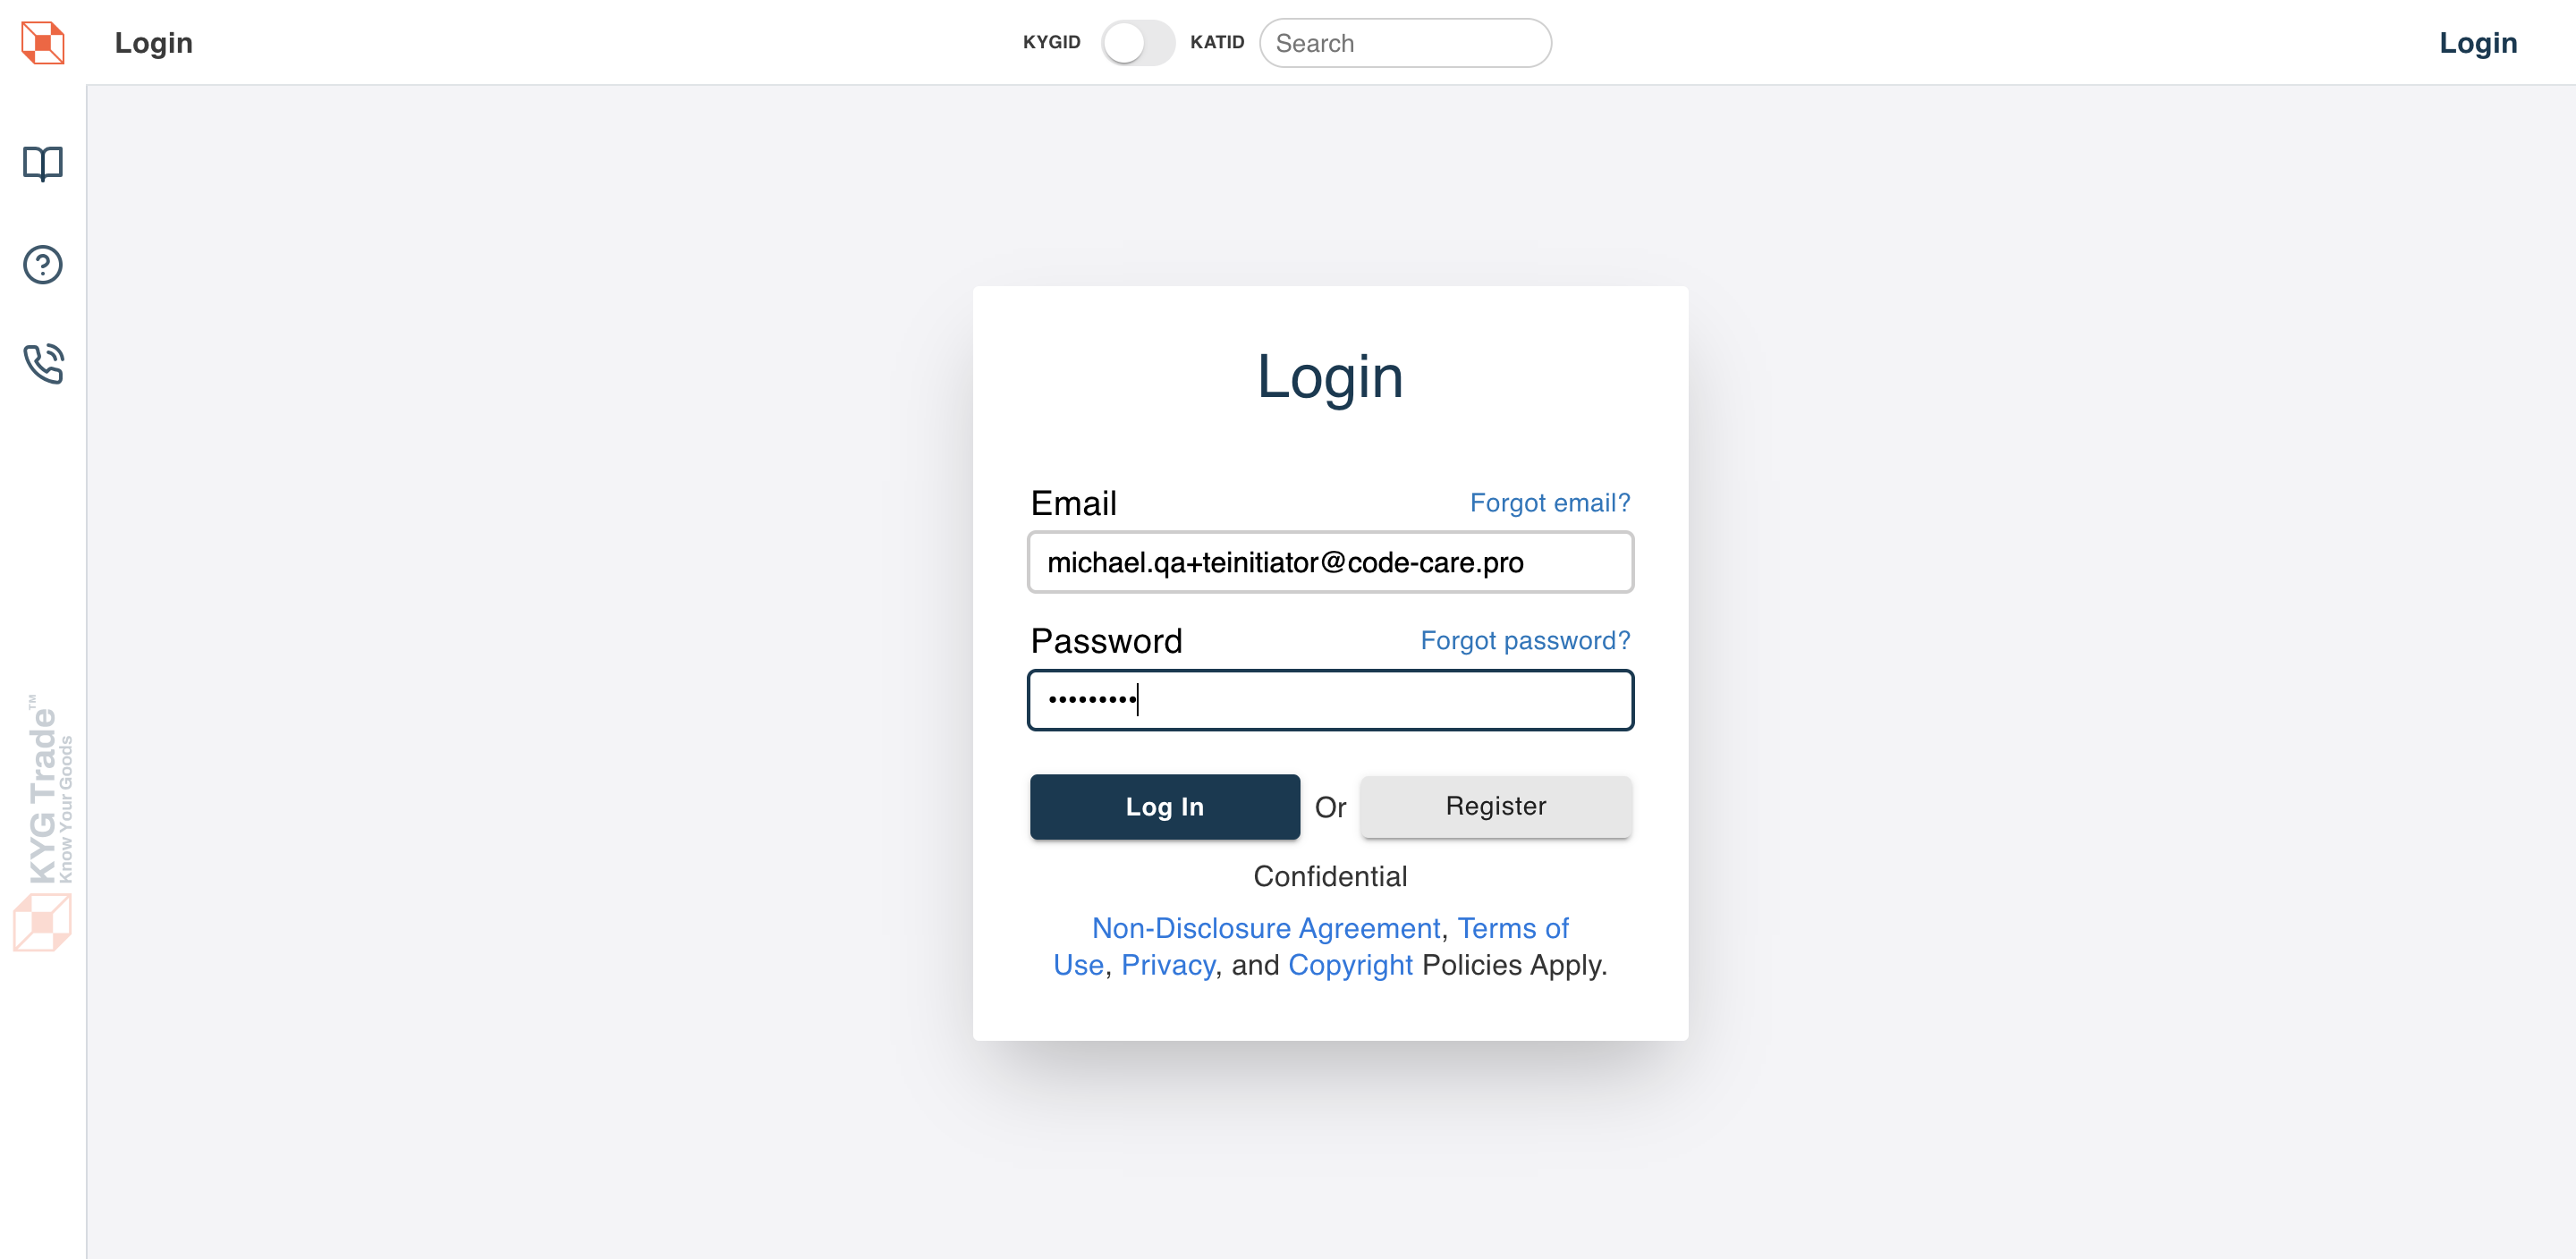 Login
KYGID
KATID
Search
Login
Login
Email
Forgot email?
michael.qa+teinitiator@code-care.pro
Password
Forgot password?
•••••••••
Log In
Or
Register
Confidential
Non-Disclosure Agreement, Terms of
Use, Privacy, and Copyright Policies Apply.
KYG Trade™
Know Your Goods